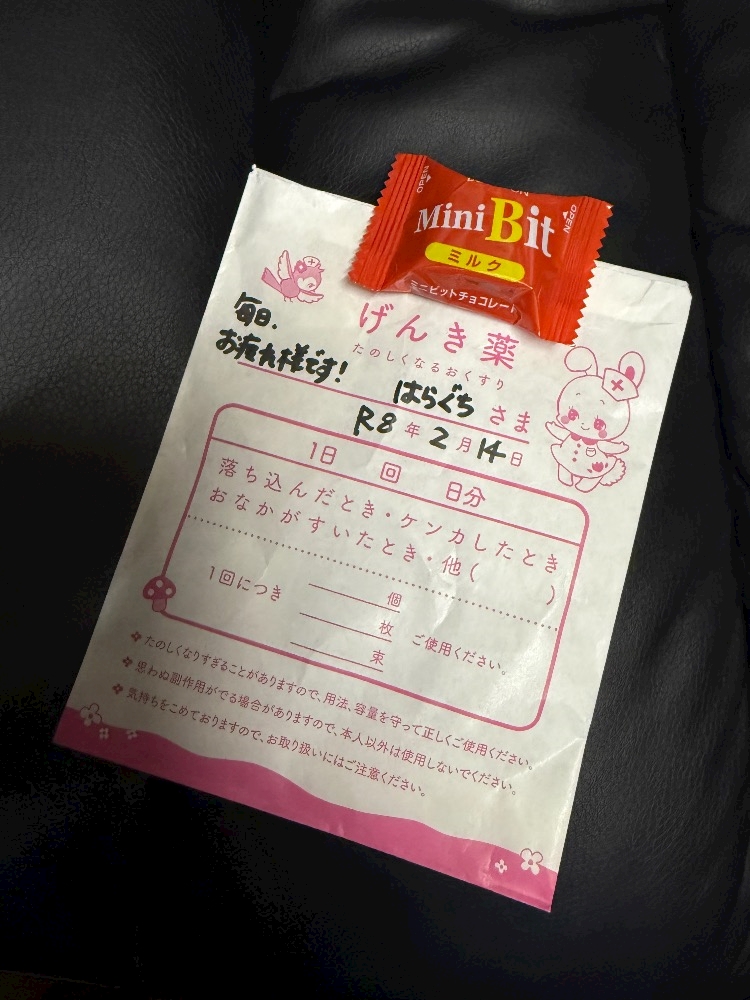 OPEN
OPEN
Mini Bit
ミルク
ミニビットチョコレート
げんき薬
たのしくなるおくすり
毎日、
お疲れ様です!
はらぐち さま
R8年2月14日
1日 回 日分
落ち込んだとき・ケンカしたとき
おなかがすいたとき・他( )
1回につき
個
枚 ご使用ください。
束
たのしくなりすぎることがありますので、用法、容量を守って正しくご使用ください。
思わぬ副作用がでる場合がありますので、本人以外は使用しないでください。
気持ちをこめておりますので、お取り扱いにはご注意ください。